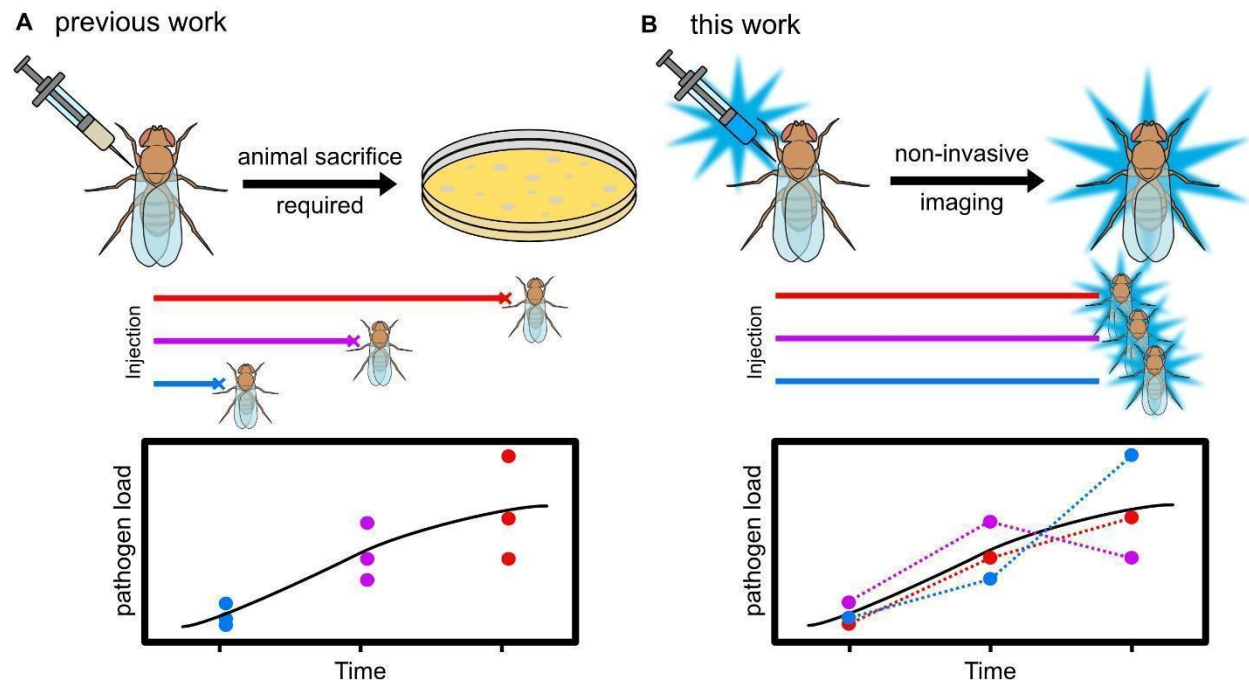 A previous work
animal sacrifice
required
Injection
pathogen load
Time
B this work
non-invasive
imaging
Injection
pathogen load
Time